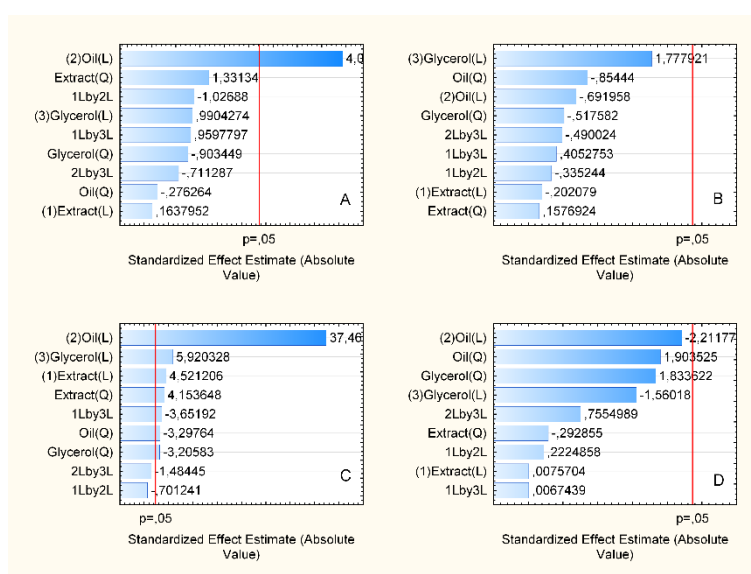 (2)Oil(L) 4,0
Extract(Q) 1,33134
1Lby2L -1,02688
(3)Glycerol(L) ,9904274
1Lby3L ,9597797
Glycerol(Q) -,903449
2Lby3L -,711287
Oil(Q) -,276264
(1)Extract(L) ,1637952
A
p=,05
Standardized Effect Estimate (Absolute
Value)
(3)Glycerol(L) 1,777921
Oil(Q) -,85444
(2)Oil(L) -,691958
Glycerol(Q) -,517582
2Lby3L -,490024
1Lby3L ,4052753
1Lby2L -,335244
(1)Extract(L) -,202079
Extract(Q) ,1576924
B
p=,05
Standardized Effect Estimate (Absolute
Value)
(2)Oil(L) 37,46
(3)Glycerol(L) 5,920328
(1)Extract(L) 4,521206
Extract(Q) 4,153648
1Lby3L -3,65192
Oil(Q) -3,29764
Glycerol(Q) -3,20583
2Lby3L -1,48445
1Lby2L -,701241
C
p=,05
Standardized Effect Estimate (Absolute
Value)
(2)Oil(L) -2,21177
Oil(Q) 1,903525
Glycerol(Q) 1,833622
(3)Glycerol(L) -1,56018
2Lby3L ,7554989
Extract(Q) -,292855
1Lby2L ,2224858
(1)Extract(L) ,0075704
1Lby3L ,0067439
D
p=,05
Standardized Effect Estimate (Absolute
Value)